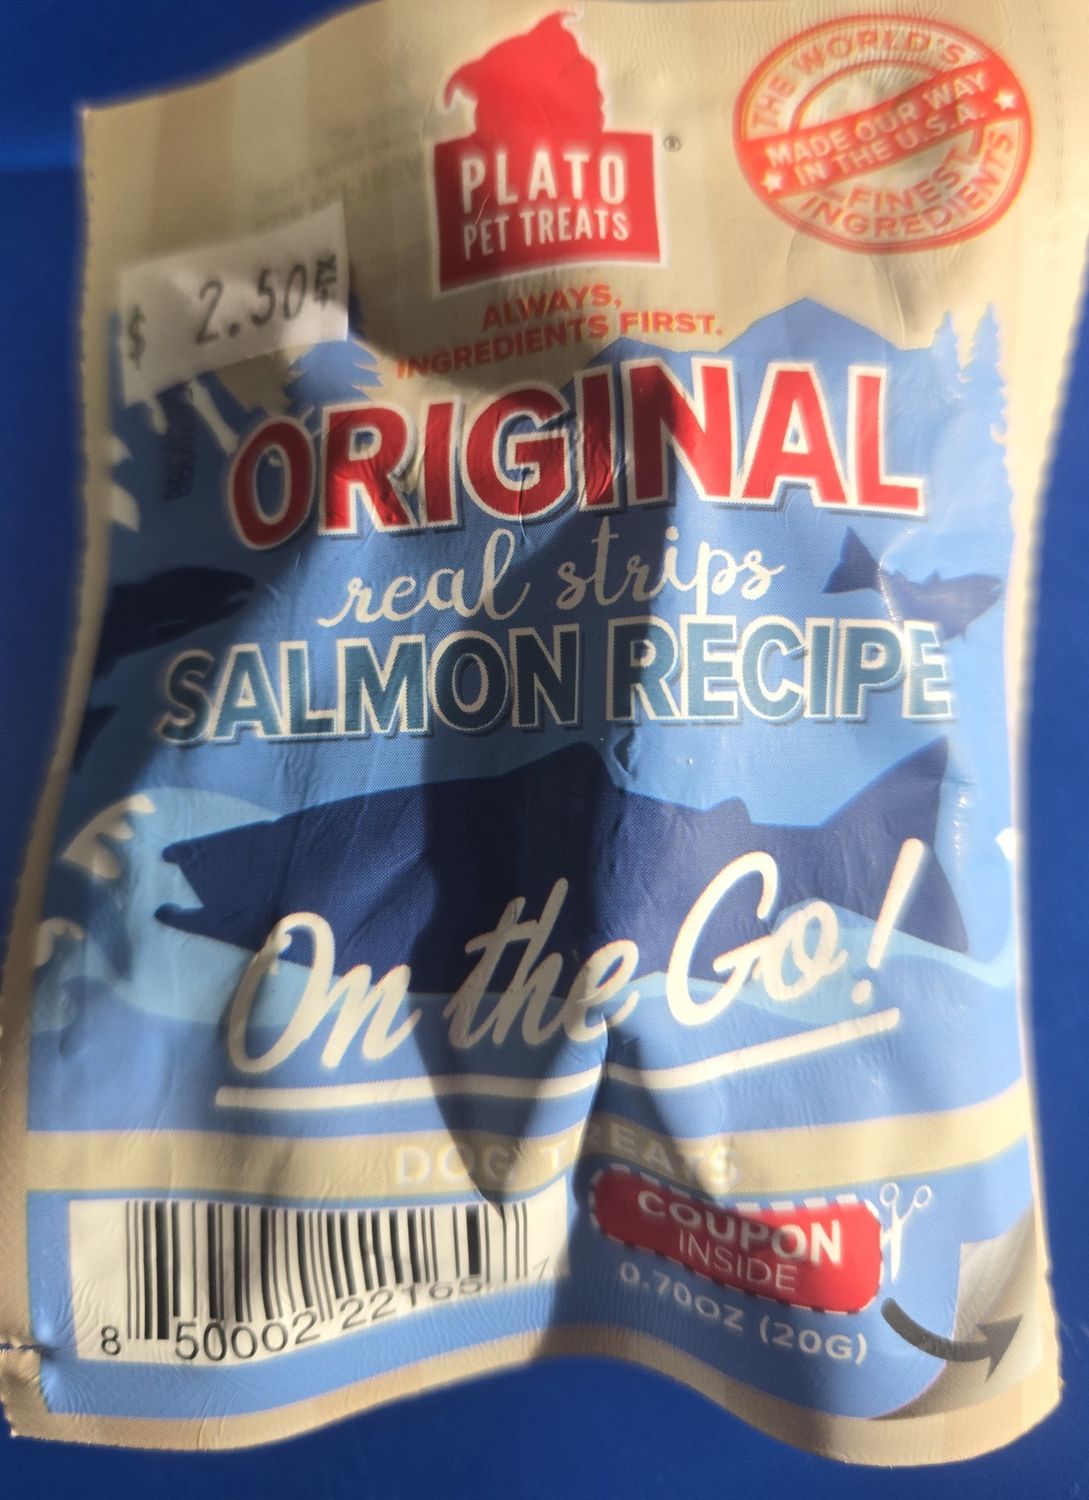 PLATO
PET TREATS
®
THE WORLD'S
MADE OUR WAY
IN THE U.S.A.
FINEST
INGREDIENTS
$ 2.50+TX
ALWAYS,
INGREDIENTS FIRST.
ORIGINAL
real strips
SALMON RECIPE
On the Go!
DOG TREATS
COUPON
INSIDE
0.70OZ (20G)
8 50002 22165